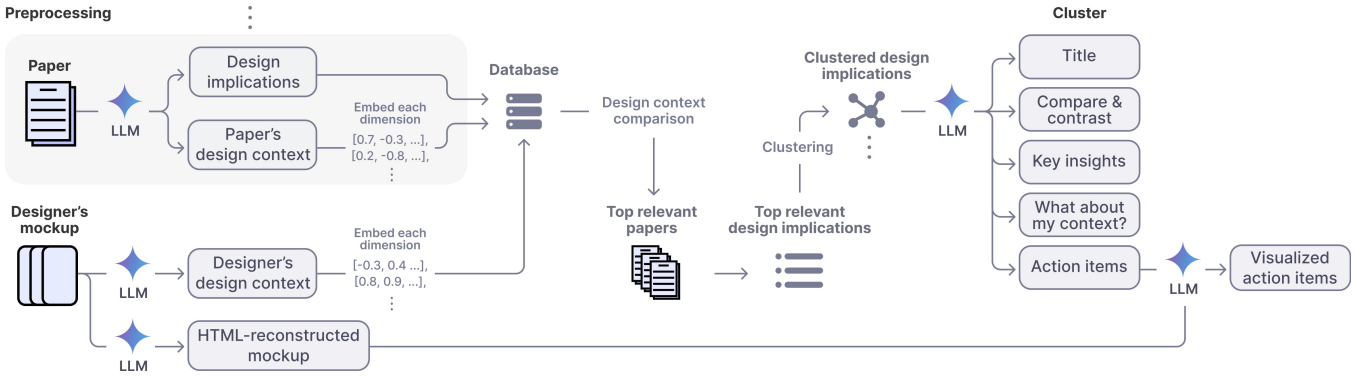 Preprocessing
Paper
LLM
Design
implications
Paper's
design context
Embed each
dimension
[0.7, -0.3, ...],
[0.2, -0.8, ...],
Database
Designer's
mockup
LLM
Designer's
design context
Embed each
dimension
[-0.3, 0.4 ...],
[0.8, 0.9, ...],
LLM
HTML-reconstructed
mockup
Design context
comparison
Top relevant
papers
Top relevant
design implications
Clustering
Clustered design
implications
LLM
Cluster
Title
Compare &
contrast
Key insights
What about
my context?
Action items
LLM
Visualized
action items